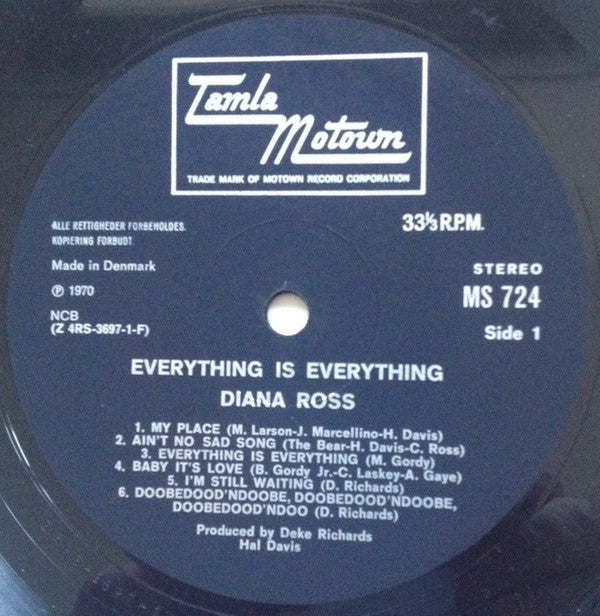 Tamla
Motown
TRADE MARK OF MOTOWN RECORD CORPORATION
ALLE RETTIGHEDER FORBEHOLDES.
KOPIERING FORBUDT
33⅓ R.P.M.
Made in Denmark
℗ 1970
STEREO
MS 724
NCB
(Z 4RS-3697-1-F)
Side 1
EVERYTHING IS EVERYTHING
DIANA ROSS
1. MY PLACE (M. Larson-J. Marcellino-H. Davis)
2. AIN'T NO SAD SONG (The Bear-H. Davis-C. Ross)
3. EVERYTHING IS EVERYTHING (M. Gordy)
4. BABY IT'S LOVE (B. Gordy Jr.-C. Laskey-A. Gaye)
5. I'M STILL WAITING (D. Richards)
6. DOOBEDOOD'NDOOBE, DOOBEDOOD'NDOOBE,
DOOBEDOOD'NDOO (D. Richards)
Produced by Deke Richards
Hal Davis